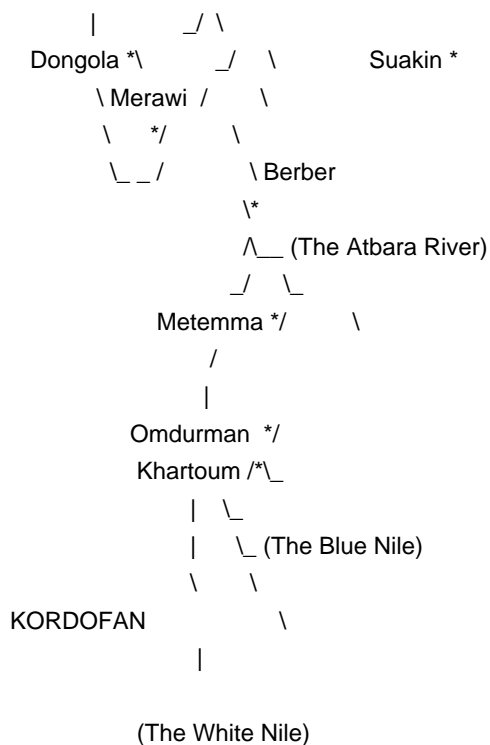 Dongola * Suakin *
Merawi
*
Berber
*
(The Atbara River)
Metemma *
Omdurman *
Khartoum *
(The Blue Nile)
KORDOFAN
(The White Nile)